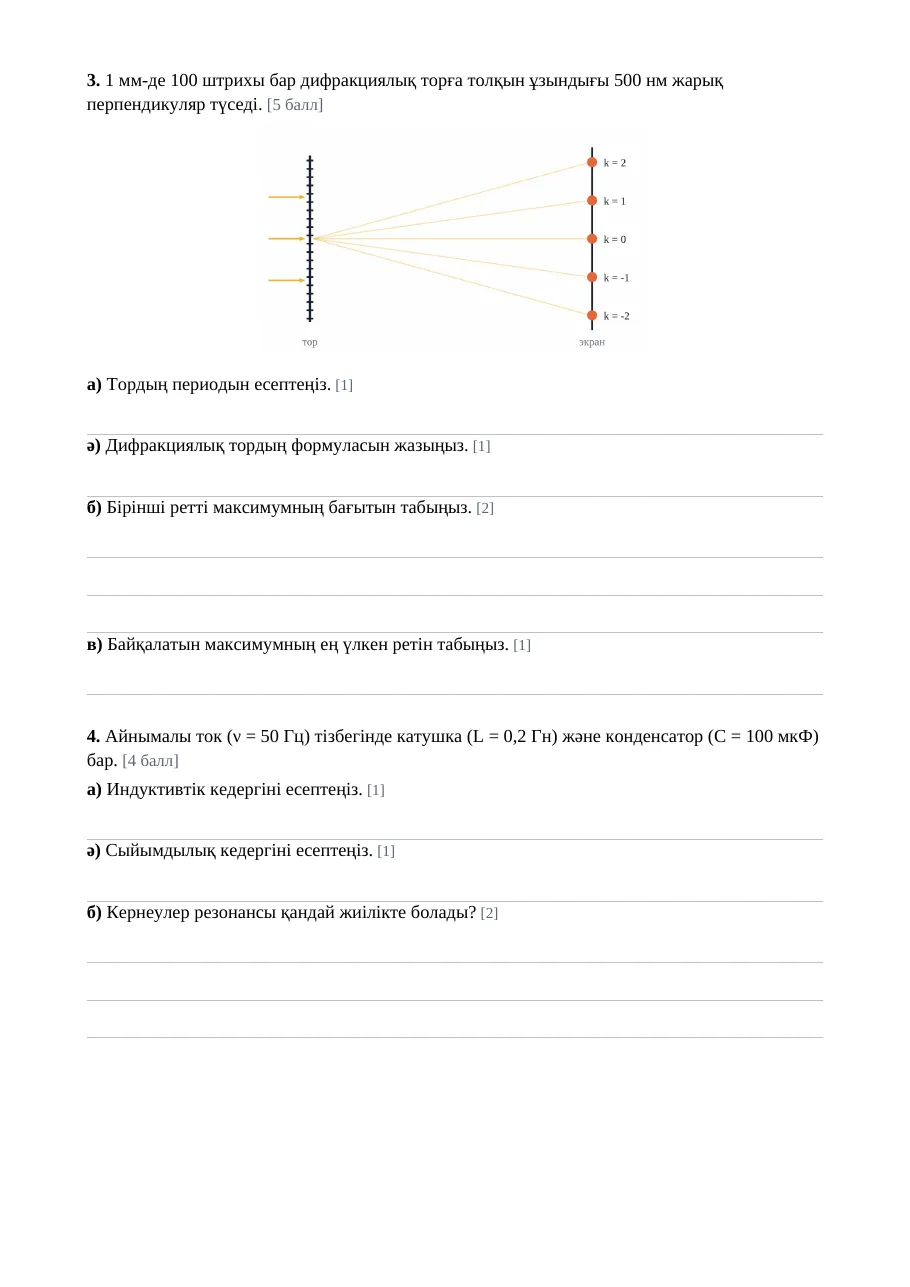 3. 1 мм-де 100 штрихы бар дифракциялық торға толқын ұзындығы 500 нм жарық
перпендикуляр түседі. [5 балл]
k = 2
k = 1
k = 0
k = -1
k = -2
тор
экран
а) Тордың периодын есептеңіз. [1]
ә) Дифракциялық тордың формуласын жазыңыз. [1]
б) Бірінші ретті максимумның бағытын табыңыз. [2]
в) Байқалатын максимумның ең үлкен ретін табыңыз. [1]
4. Айнымалы ток (ν = 50 Гц) тізбегінде катушка (L = 0,2 Гн) және конденсатор (C = 100 мкФ)
бар. [4 балл]
а) Индуктивтік кедергіні есептеңіз. [1]
ә) Сыйымдылық кедергіні есептеңіз. [1]
б) Кернеулер резонансы қандай жиілікте болады? [2]